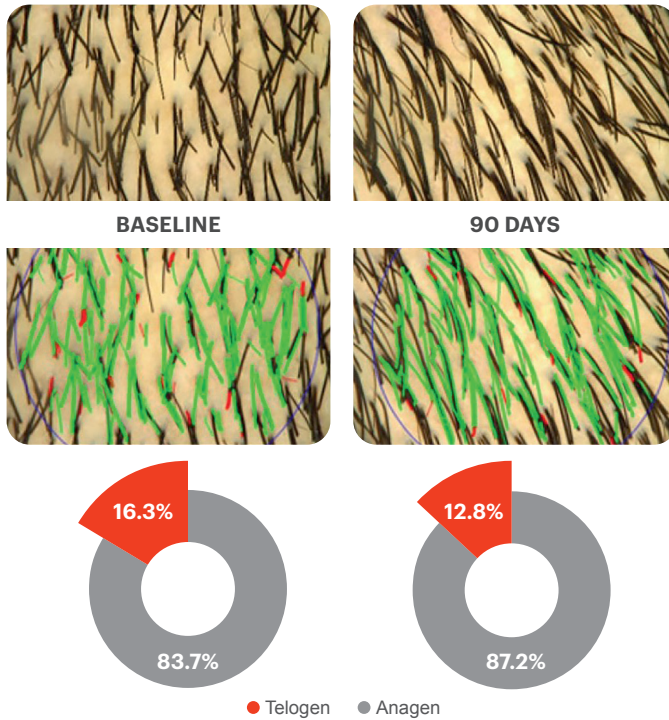 BASELINE
90 DAYS
16.3%
12.8%
83.7%
87.2%
Telogen
Anagen